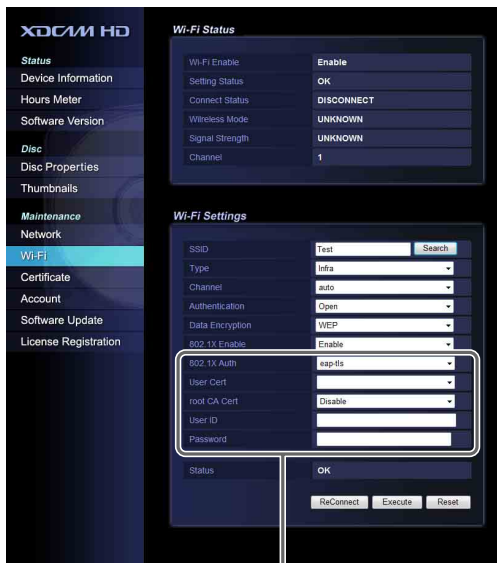 XDCAM HD
Status
Device Information
Hours Meter
Software Version
Disc
Disc Properties
Thumbnails
Maintenance
Network
Wi-Fi
Certificate
Account
Software Update
License Registration
Wi-Fi Status
Wi-Fi Enable Enable
Setting Status OK
Connect Status DISCONNECT
Wilreless Mode UNKNOWN
Signal Strength UNKNOWN
Channel 1
Wi-Fi Settings
SSID Test Search
Type Infra
Channel auto
Authentication Open
Data Encryption WEP
802.1X Enable Enable
802.1X Auth eap-tls
User Cert
root CA Cert Disable
User ID
Password
Status OK
ReConnect Execute Reset